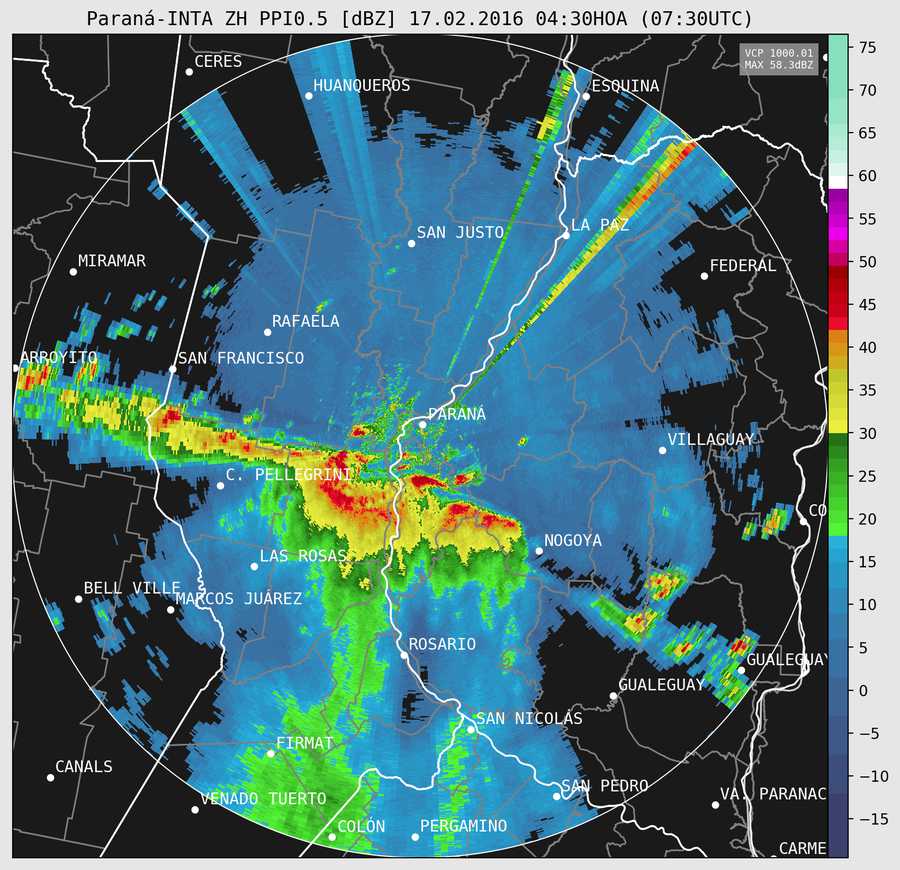 Paraná-INTA ZH PPI0.5 [dBZ] 17.02.2016 04:30HOA (07:30UTC)
VCP 1000.01
MAX 58.3dBZ
CERES
HUANQUEROS
ESQUINA
SAN JUSTO
LA PAZ
MIRAMAR
FEDERAL
RAFAELA
ARROYITO
SAN FRANCISCO
PARANÁ
VILLAGUAY
C. PELLEGRINI
CO
NOGOYA
LAS ROSAS
BELL VILLE
MARCOS JUÁREZ
ROSARIO
GUALEGUAY
GUALEGUAY
SAN NICOLÁS
FIRMAT
CANALS
SAN PEDRO
VENADO TUERTO
VA. PARANAC
COLÓN
PERGAMINO
CARME
75
70
65
60
55
50
45
40
35
30
25
20
15
10
5
0
−5
−10
−15